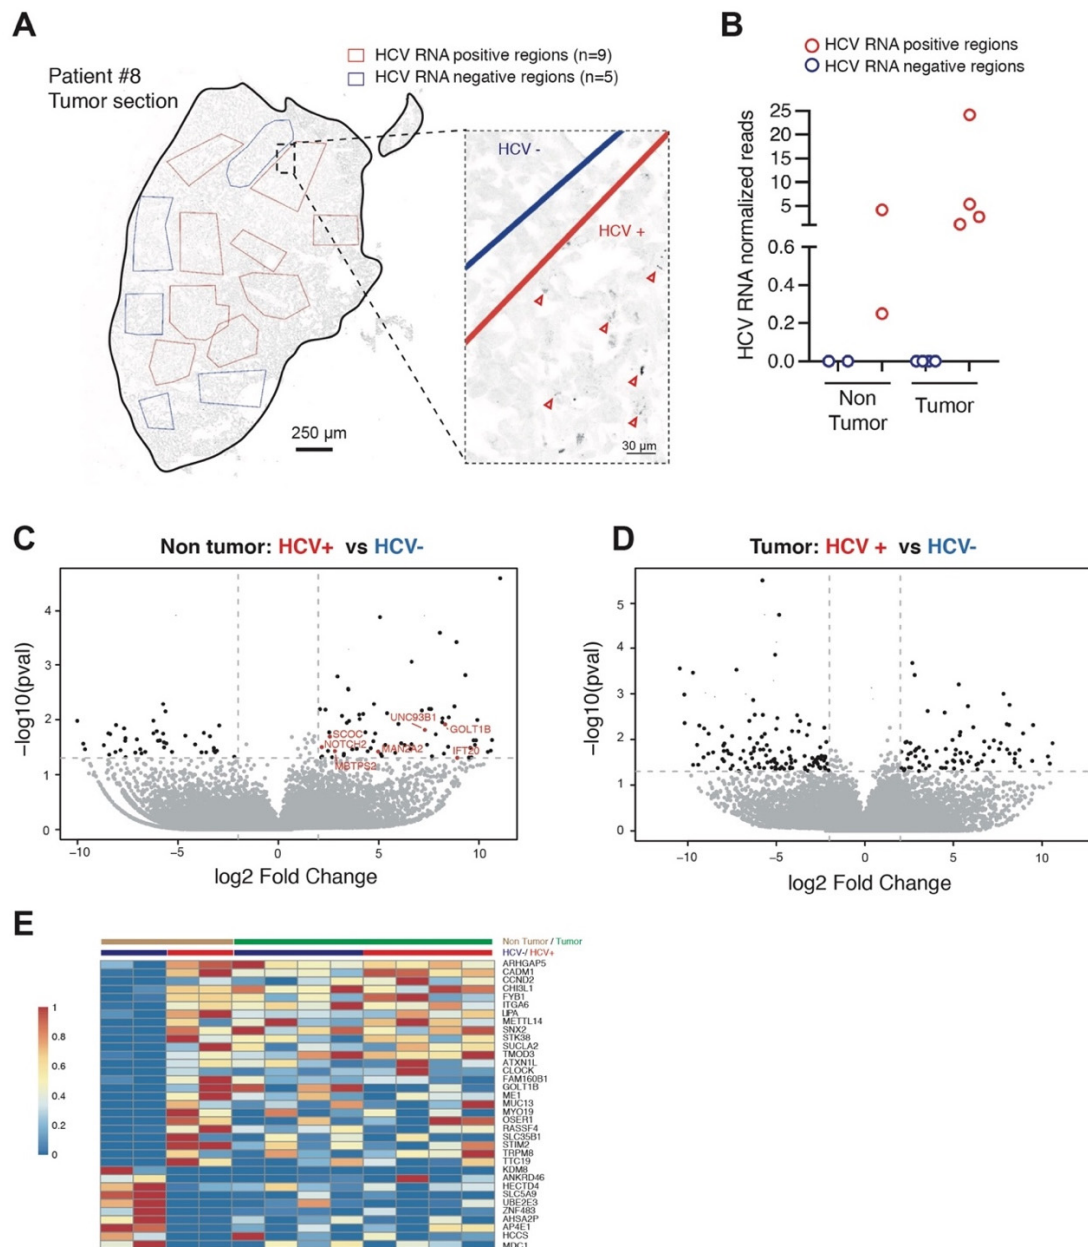 A
Patient #8
Tumor section
HCV RNA positive regions (n=9)
HCV RNA negative regions (n=5)
HCV -
HCV +
250 µm
30 µm
B
HCV RNA positive regions
HCV RNA negative regions
HCV RNA normalized reads
25
20
15
10
5
0.6
0.4
0.2
0.0
Non
Tumor
Tumor
C
Non tumor: HCV+ vs HCV-
−log10(pval)
4
3
2
1
0
UNC93B1
GOLT1B
SCOC
NOTCH2
MAN2A2
IFT20
MBTPS2
−10
−5
0
5
10
log2 Fold Change
D
Tumor: HCV + vs HCV-
−log10(pval)
5
4
3
2
1
0
−10
−5
0
5
10
log2 Fold Change
E
Non Tumor / Tumor
HCV-/ HCV+
1
0.8
0.6
0.4
0.2
0
ARHGAP5
CADM1
CCND2
CHI3L1
FYB1
ITGA6
LIPA
METTL14
SNX2
STK38
SUCLA2
TMOD3
ATXN1L
CLOCK
FAM160B1
GOLT1B
ME1
MUC13
MYO19
OSER1
RASSF4
SLC35B1
STIM2
TRPM8
TTC19
KDM8
ANKRD46
HECTD4
SLC5A9
UBE2E3
ZNF483
AHSA2P
AP4E1
HCCS
MDC1